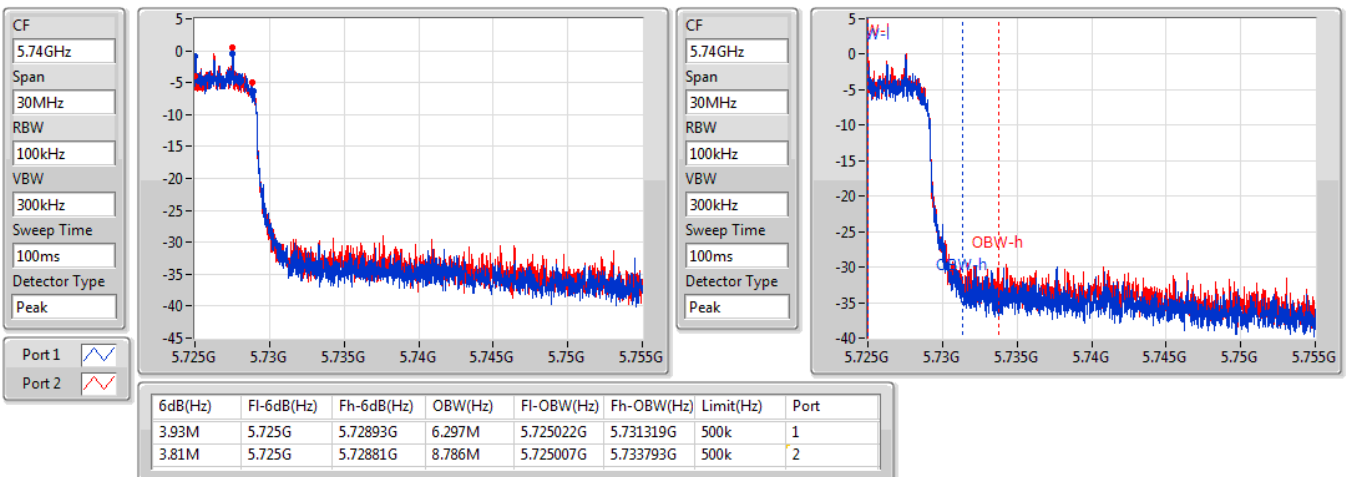 CF
5.74GHz
Span
30MHz
RBW
100kHz
VBW
300kHz
Sweep Time
100ms
Detector Type
Peak
Port 1
Port 2
5
0
-5
-10
-15
-20
-25
-30
-35
-40
-45
5.725G 5.73G 5.735G 5.74G 5.745G 5.75G 5.755G
CF
5.74GHz
Span
30MHz
RBW
100kHz
VBW
300kHz
Sweep Time
100ms
Detector Type
Peak
5
0
-5
-10
-15
-20
-25
-30
-35
-40
OBW-h
OBW-h
5.725G 5.73G 5.735G 5.74G 5.745G 5.75G 5.755G
6dB(Hz) Fl-6dB(Hz) Fh-6dB(Hz) OBW(Hz) Fl-OBW(Hz) Fh-OBW(Hz) Limit(Hz) Port
3.93M 5.725G 5.72893G 6.297M 5.725022G 5.731319G 500k 1
3.81M 5.725G 5.72881G 8.786M 5.725007G 5.733793G 500k 2